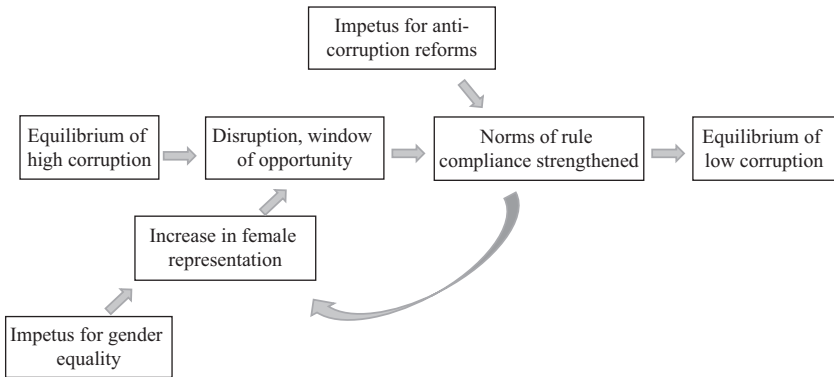 Impetus for anti-
corruption reforms
Equilibrium of
high corruption
Disruption, window
of opportunity
Norms of rule
compliance strengthened
Equilibrium of
low corruption
Increase in female
representation
Impetus for gender
equality